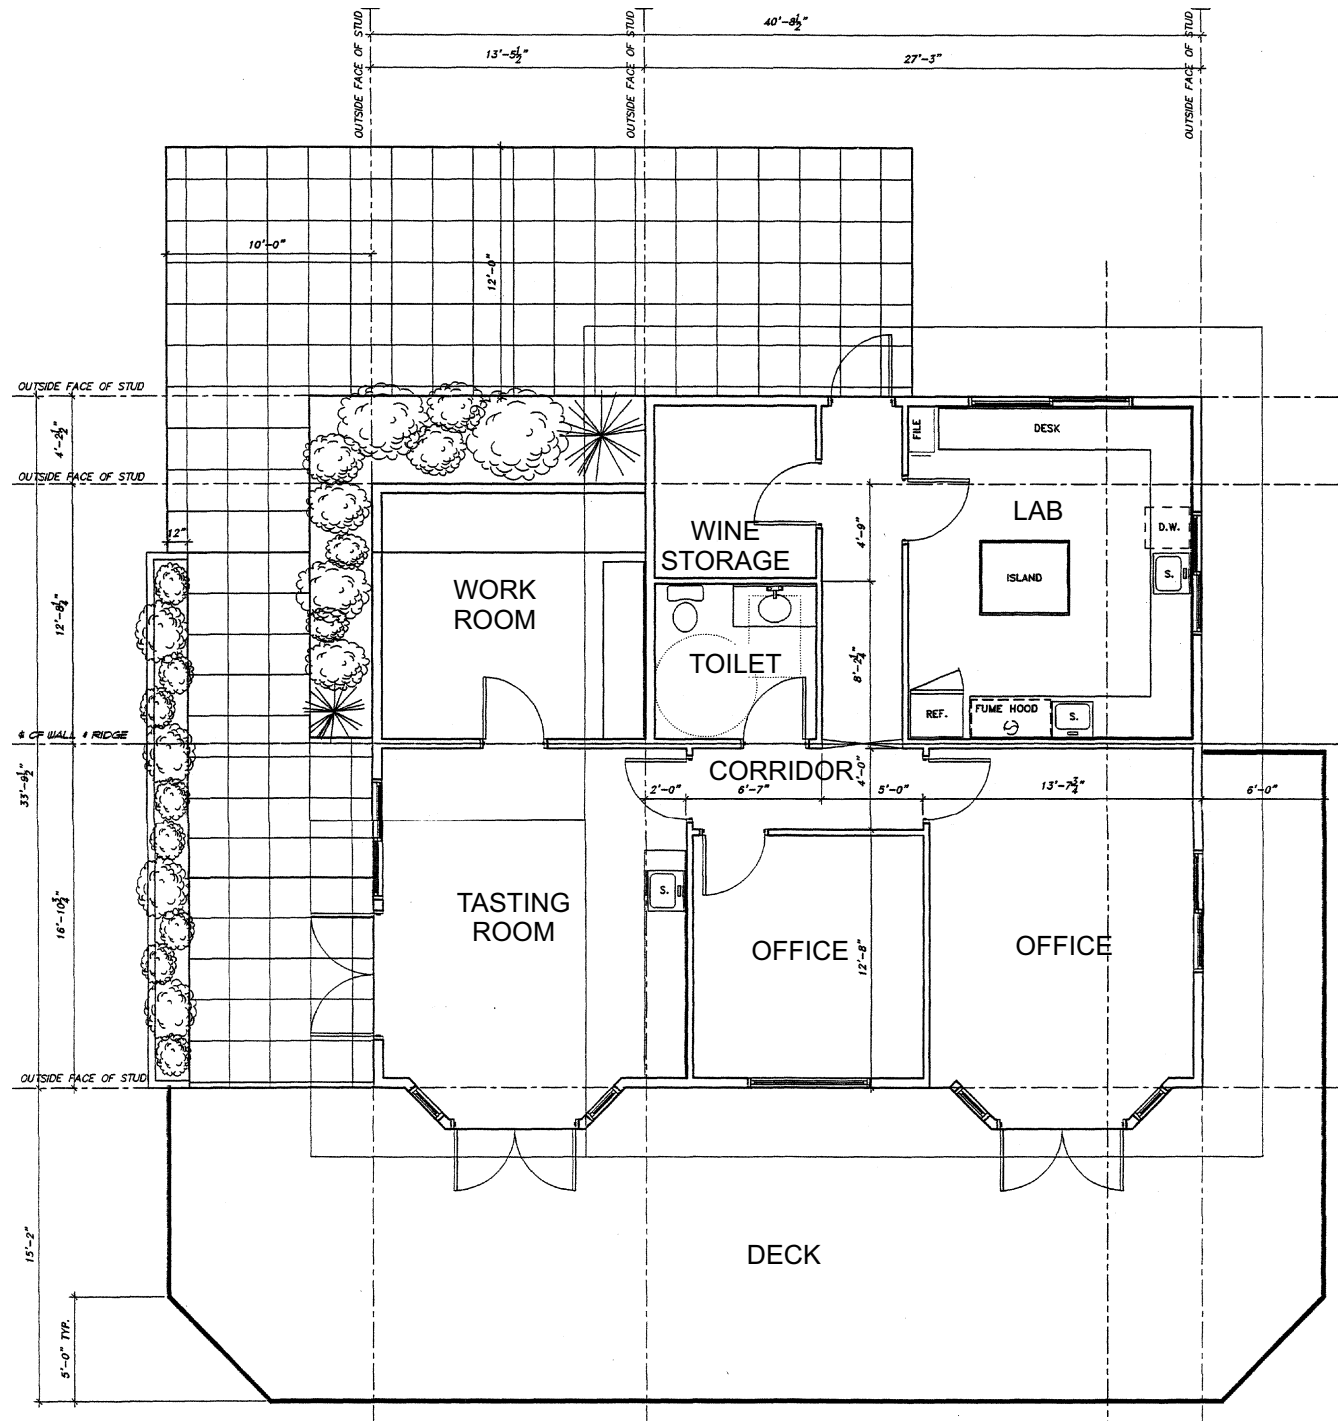 40'-8½"
13'-5½"
27'-3"
OUTSIDE FACE OF STUD
OUTSIDE FACE OF STUD
OUTSIDE FACE OF STUD
10'-0"
12'-0"
OUTSIDE FACE OF STUD
4'-2½"
FILE
DESK
OUTSIDE FACE OF STUD
LAB
WINE
STORAGE
4'-9"
D.W.
12"
S.
ISLAND
WORK
ROOM
12'-8¼"
TOILET
8'-2¼"
REF.
FUME HOOD
S.
⅊ OF WALL & RIDGE
CORRIDOR
4'-0"
33'-9½"
2'-0"
6'-7"
5'-0"
13'-7¾"
6'-0"
S.
TASTING
ROOM
16'-10¾"
OFFICE
12'-8"
OFFICE
OUTSIDE FACE OF STUD
15'-2"
DECK
5'-0" TYP.